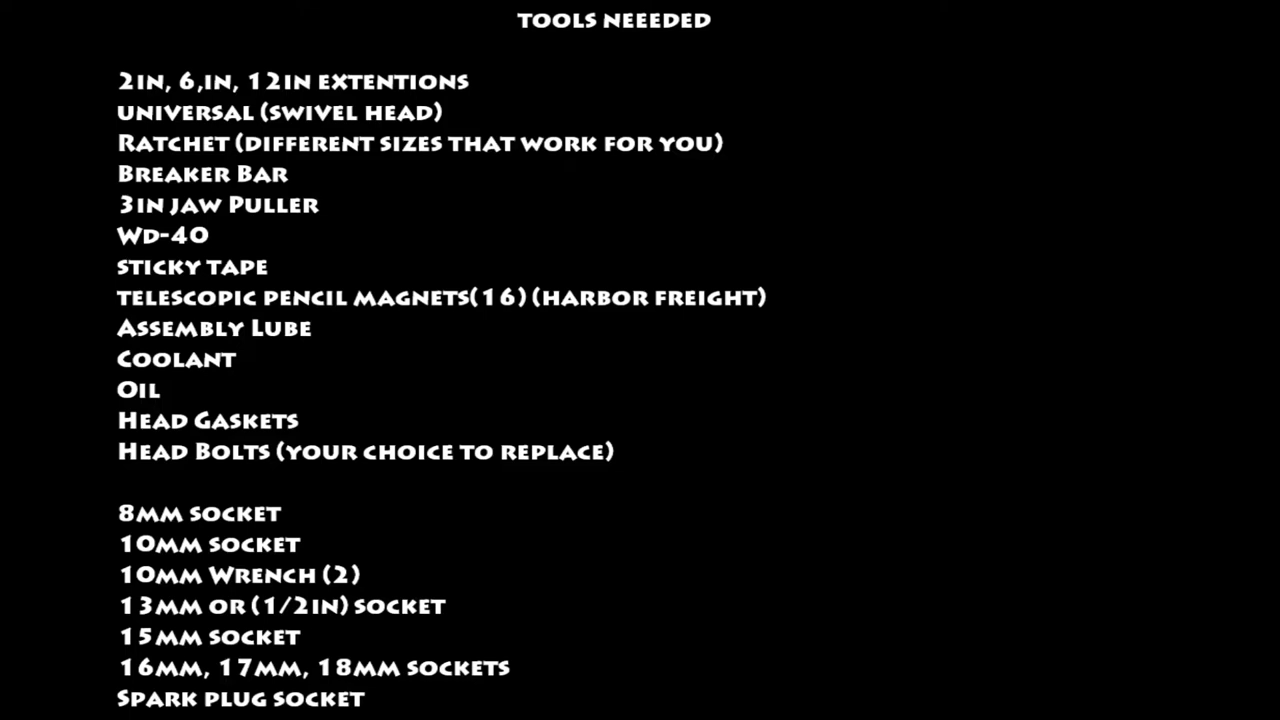 TOOLS NEEEDED
2in, 6,in, 12in extentions
universal (swivel head)
Ratchet (different sizes that work for you)
Breaker Bar
3in jaw Puller
Wd-40
sticky tape
telescopic pencil magnets(16) (harbor freight)
Assembly Lube
Coolant
Oil
Head Gaskets
Head Bolts (your choice to replace)
8mm socket
10mm socket
10mm Wrench (2)
13mm or (1/2in) socket
15mm socket
16mm, 17mm, 18mm sockets
Spark plug socket